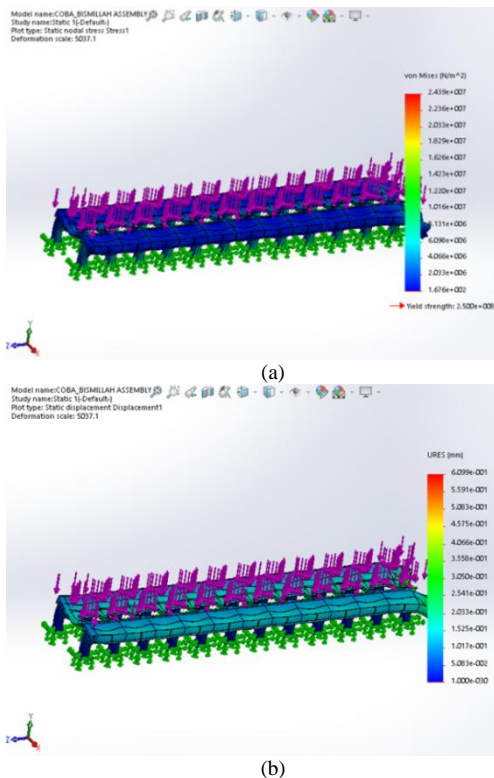 Model name:COBA_BISMILLAH ASSEMBLY
Study name:Static 1(-Default-)
Plot type: Static nodal stress Stress1
Deformation scale: 5037.1
von Mises (N/m^2)
2.439e+007
2.236e+007
2.033e+007
1.829e+007
1.626e+007
1.423e+007
1.220e+007
1.016e+007
8.131e+006
6.098e+006
4.066e+006
2.033e+006
1.676e+002
Yield strength: 2.500e+008
Y
Z
X
(a)
Model name:COBA_BISMILLAH ASSEMBLY
Study name:Static 1(-Default-)
Plot type: Static displacement Displacement1
Deformation scale: 5037.1
URES (mm)
6.099e-001
5.591e-001
5.083e-001
4.575e-001
4.066e-001
3.558e-001
3.050e-001
2.541e-001
2.033e-001
1.525e-001
1.017e-001
5.083e-002
1.000e-030
Y
Z
X
(b)